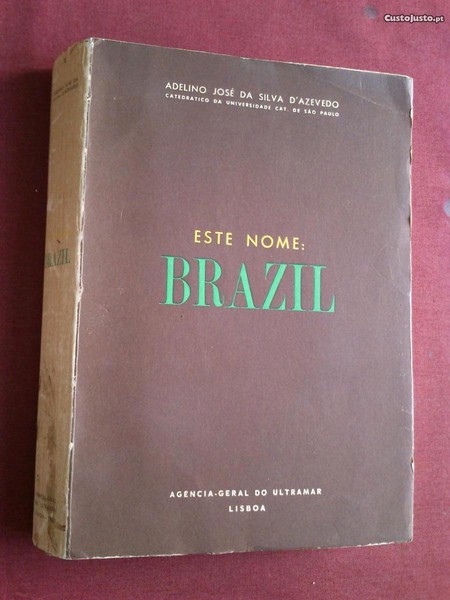 CustoJusto.pt
ADELINO JOSÉ DA SILVA D'AZEVEDO
CATEDRATICO DA UNIVERSIDADE CAT. DE SÃO PAULO
ESTE NOME:
BRAZIL
AGÊNCIA-GERAL DO ULTRAMAR
LISBOA
BRAZIL